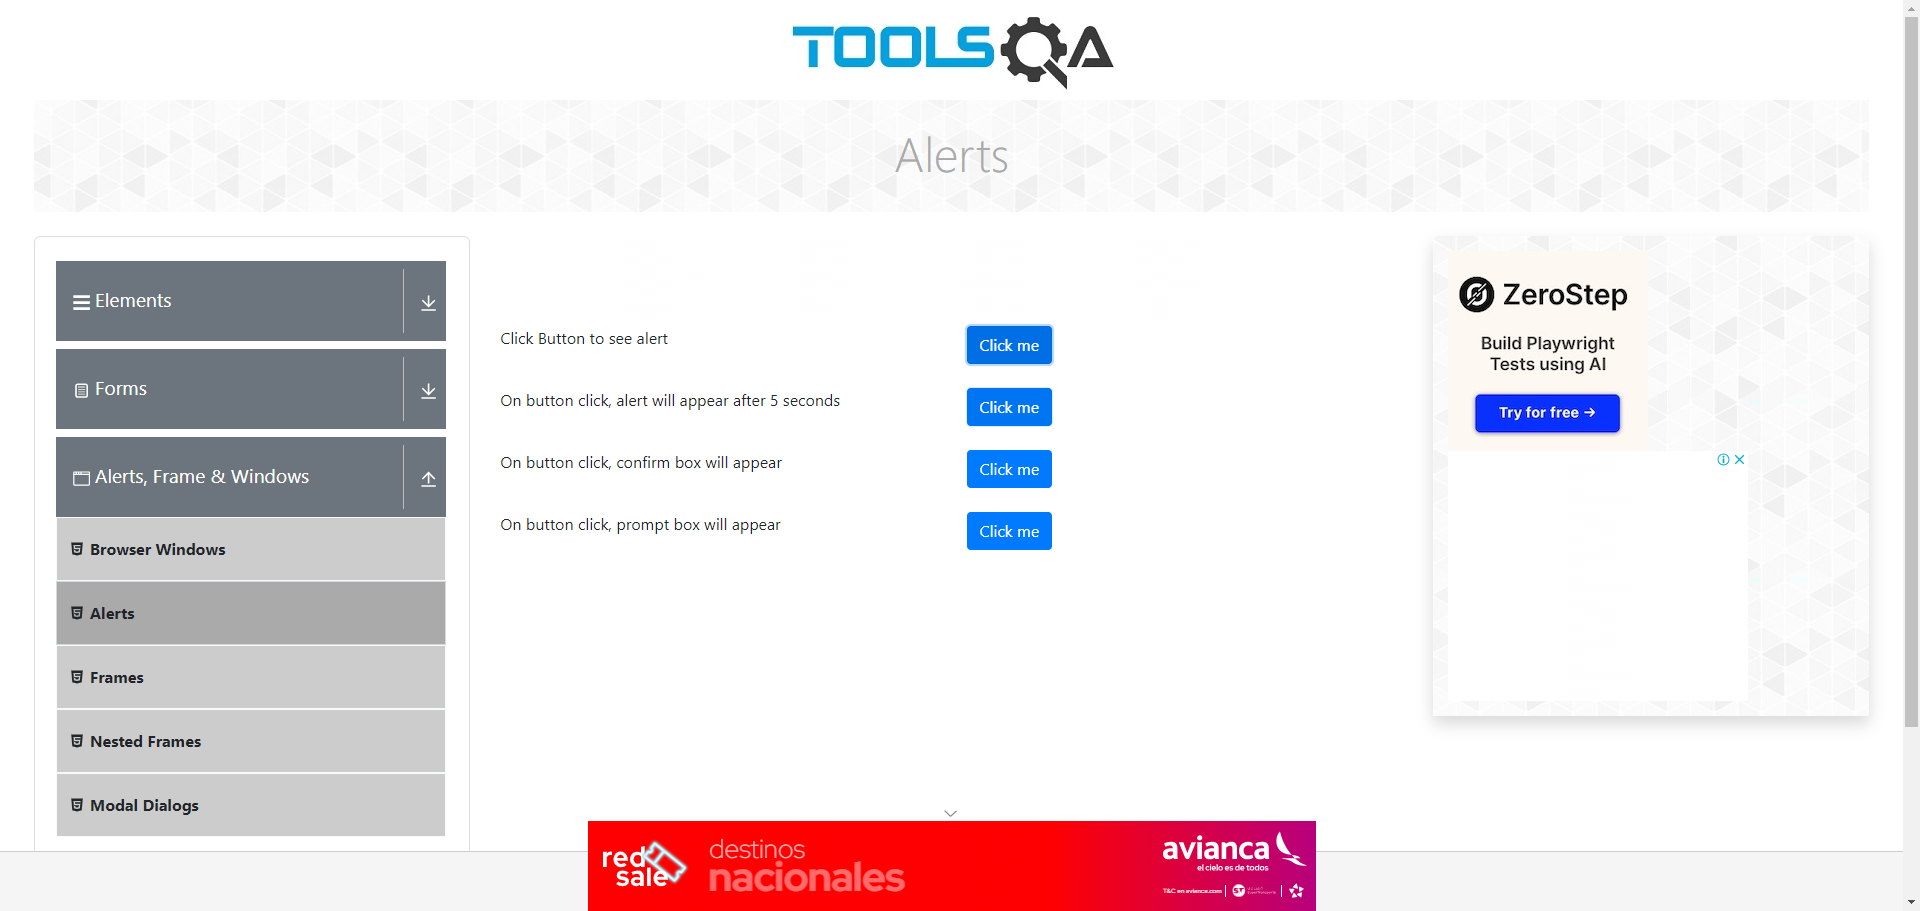 TOOLSQA
Alerts
Elements
Forms
Alerts, Frame & Windows
Browser Windows
Alerts
Frames
Nested Frames
Modal Dialogs
Click Button to see alert
Click me
On button click, alert will appear after 5 seconds
Click me
On button click, confirm box will appear
Click me
On button click, prompt box will appear
Click me
ZeroStep
Build Playwright
Tests using AI
Try for free →
red
sale
destinos
nacionales
avianca
el cielo es de todos
T&C en avianca.com